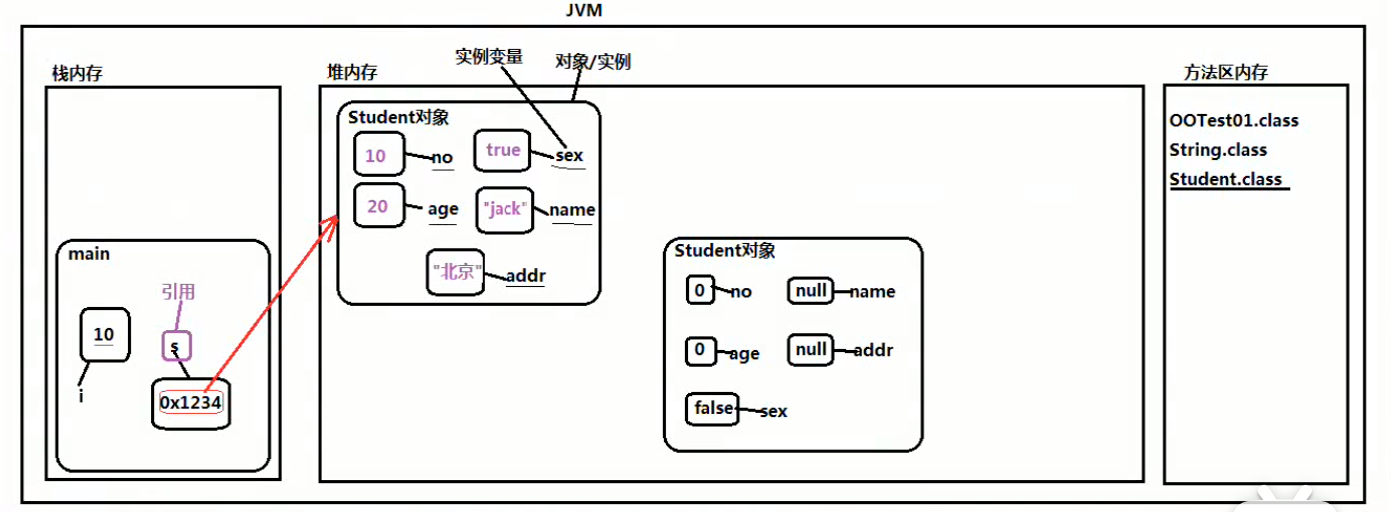 JVM
栈内存
main
引用
10
s
i
0x1234
堆内存
实例变量
对象/实例
Student对象
10
no
true
sex
20
age
"jack"
name
"北京"
addr
Student对象
0
no
null
name
0
age
null
addr
false
sex
方法区内存
OOTest01.class
String.class
Student.class